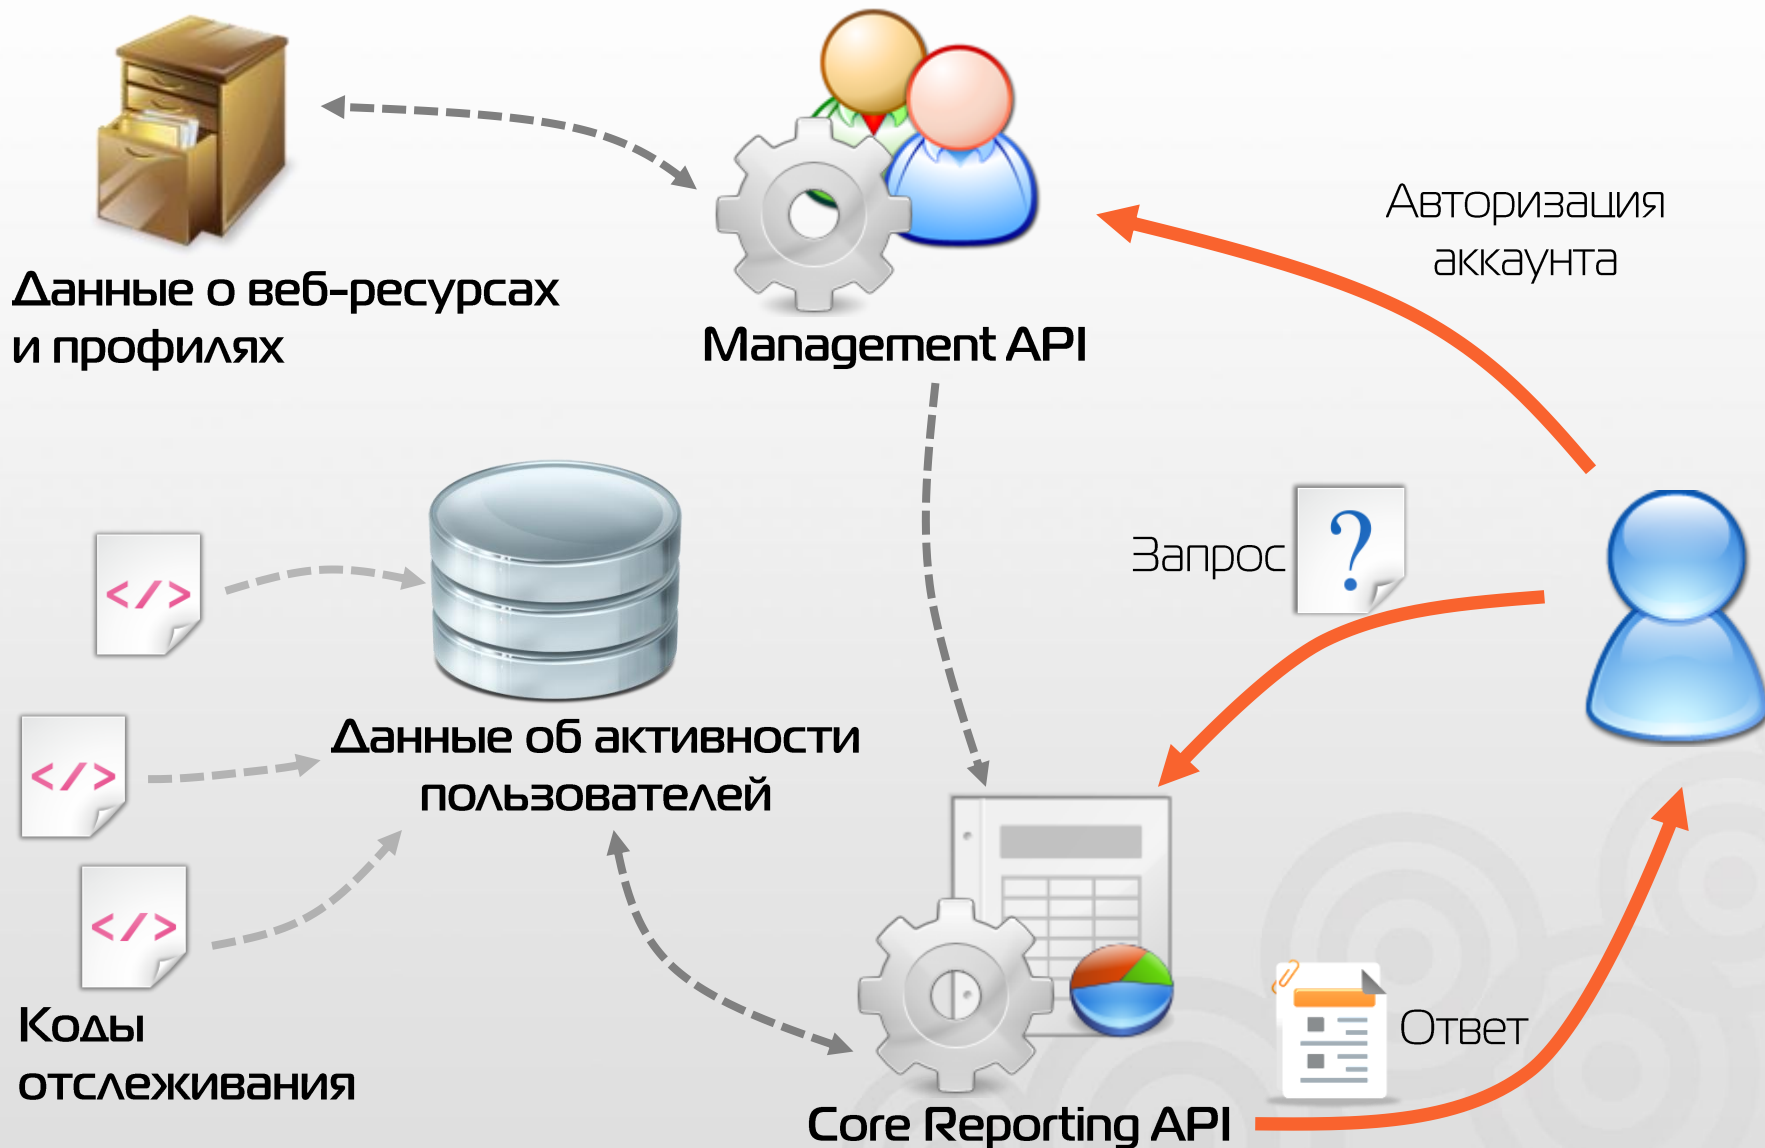 Данные о веб-ресурсах
и профилях
Management API
Авторизация
аккаунта
</>
Запрос
?
</>
Данные об активности
пользователей
</>
Коды
отслеживания
Ответ
Core Reporting API